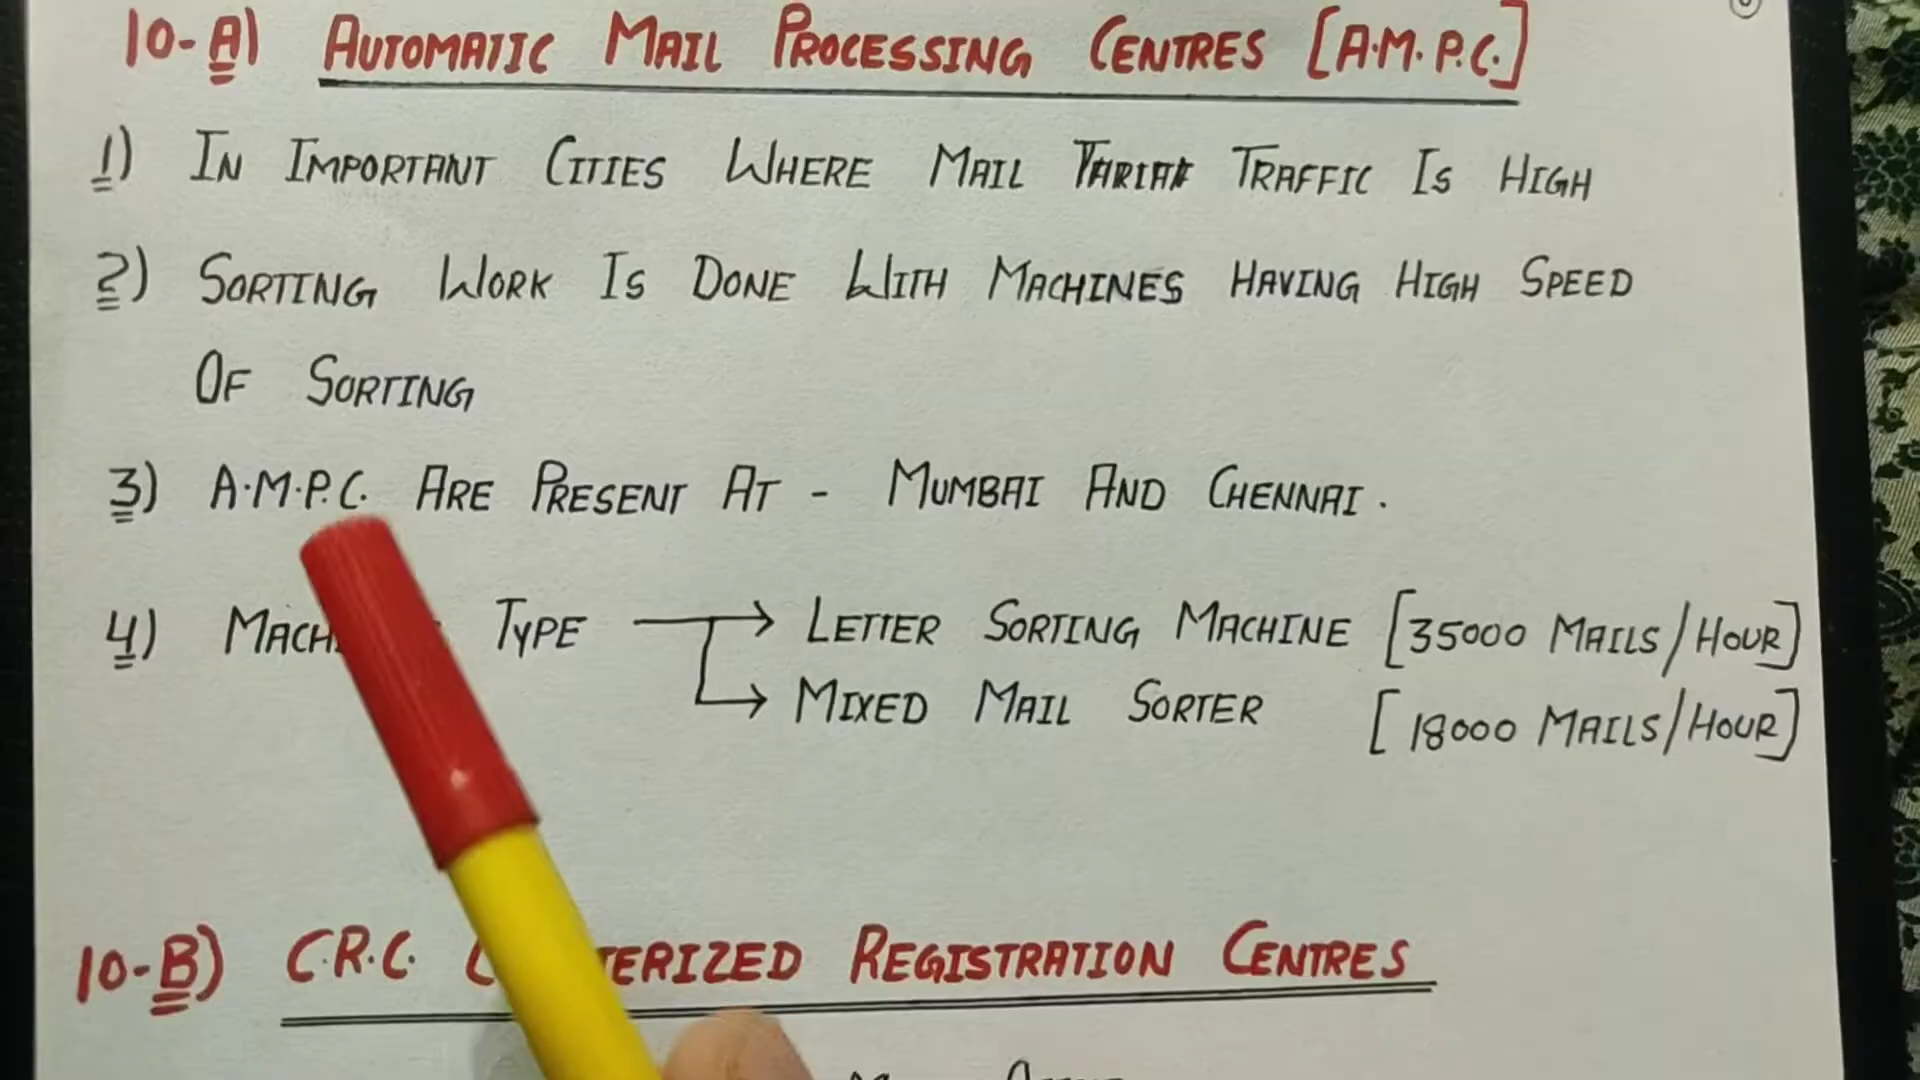 10-A) AUTOMATIC MAIL PROCESSING CENTRES [A.M.P.C.]
1) IN IMPORTANT CITIES WHERE MAIL TRAFFIC IS HIGH
2) SORTING WORK IS DONE WITH MACHINES HAVING HIGH SPEED
OF SORTING
3) A.M.P.C. ARE PRESENT AT - MUMBAI AND CHENNAI.
4) TYPE → LETTER SORTING MACHINE [35000 MAILS/HOUR]
→ MIXED MAIL SORTER [18000 MAILS/HOUR]
10-B) C.R.C. REGISTRATION CENTRES